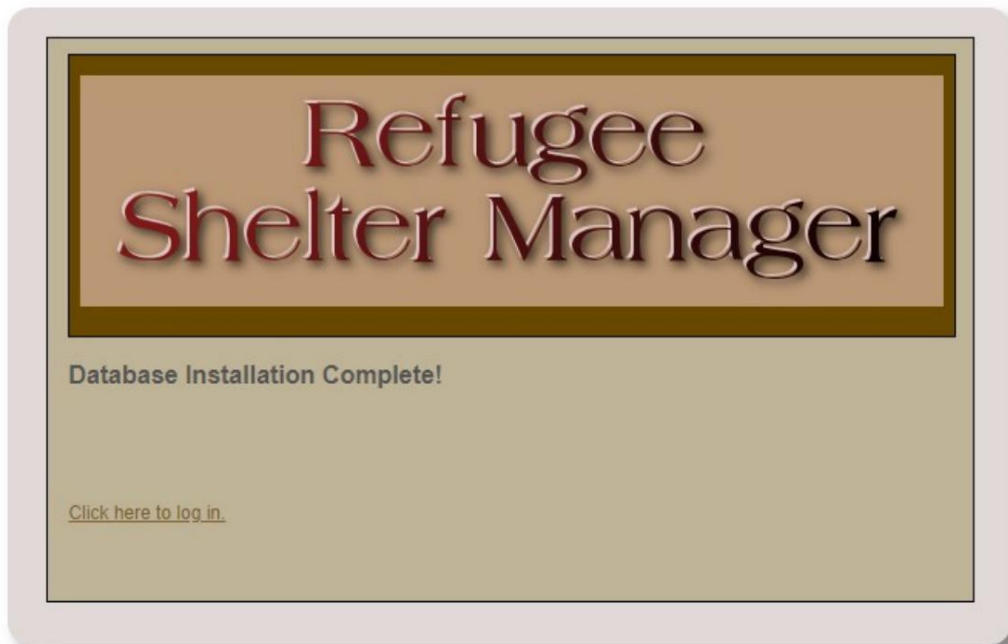 Refugee
Shelter Manager
Database Installation Complete!
Click here to log in.